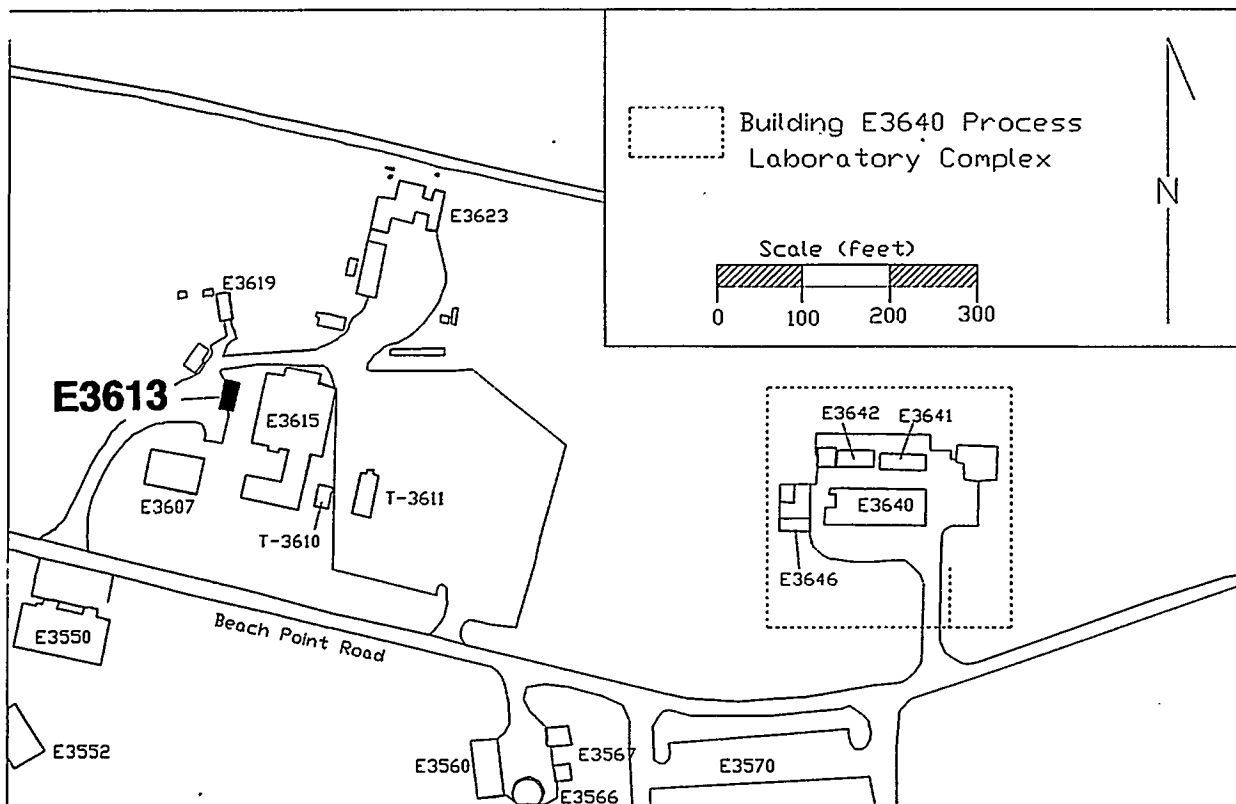 Building E3640 Process
Laboratory Complex
N
Scale (feet)
0 100 200 300
E3623
E3619
E3613
E3615
E3642
E3641
E3607
T-3611
E3640
T-3610
E3646
Beach Point Road
E3550
E3552
E3560
E3567
E3570
E3566